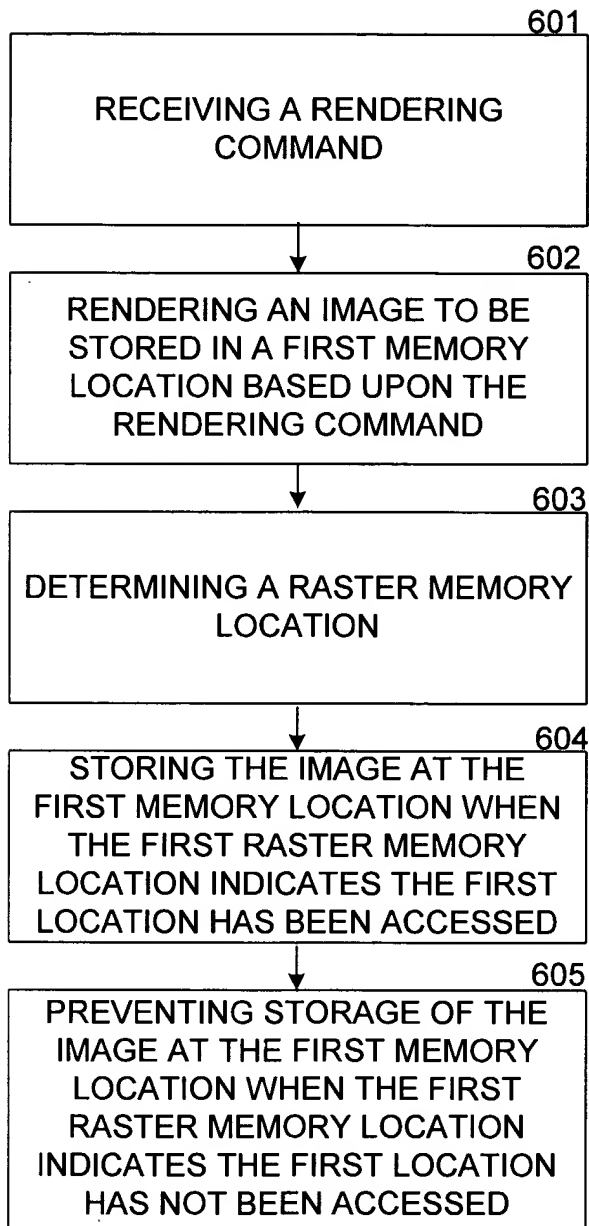 601
RECEIVING A RENDERING
COMMAND
602
RENDERING AN IMAGE TO BE
STORED IN A FIRST MEMORY
LOCATION BASED UPON THE
RENDERING COMMAND
603
DETERMINING A RASTER MEMORY
LOCATION
604
STORING THE IMAGE AT THE
FIRST MEMORY LOCATION WHEN
THE FIRST RASTER MEMORY
LOCATION INDICATES THE FIRST
LOCATION HAS BEEN ACCESSED
605
PREVENTING STORAGE OF THE
IMAGE AT THE FIRST MEMORY
LOCATION WHEN THE FIRST
RASTER MEMORY LOCATION
INDICATES THE FIRST LOCATION
HAS NOT BEEN ACCESSED